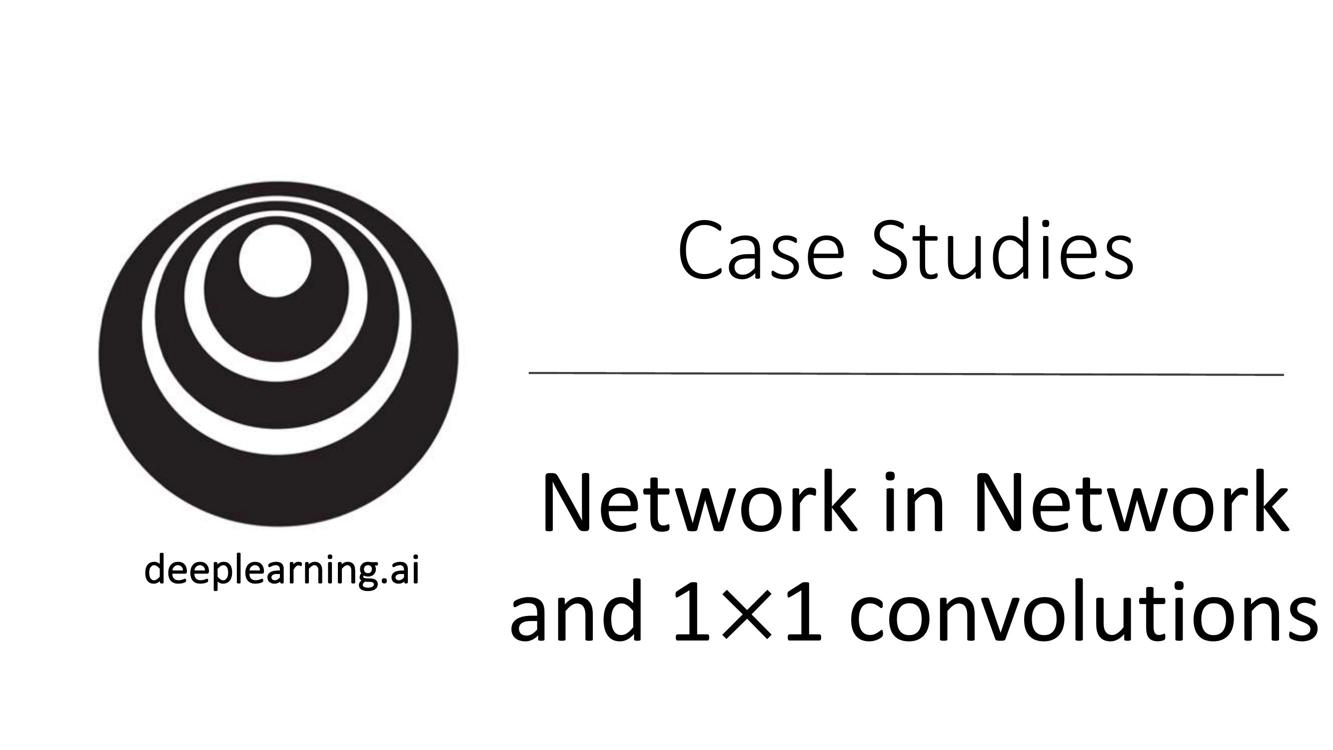 Case Studies
Network in Network
and 1×1 convolutions
deeplearning.ai